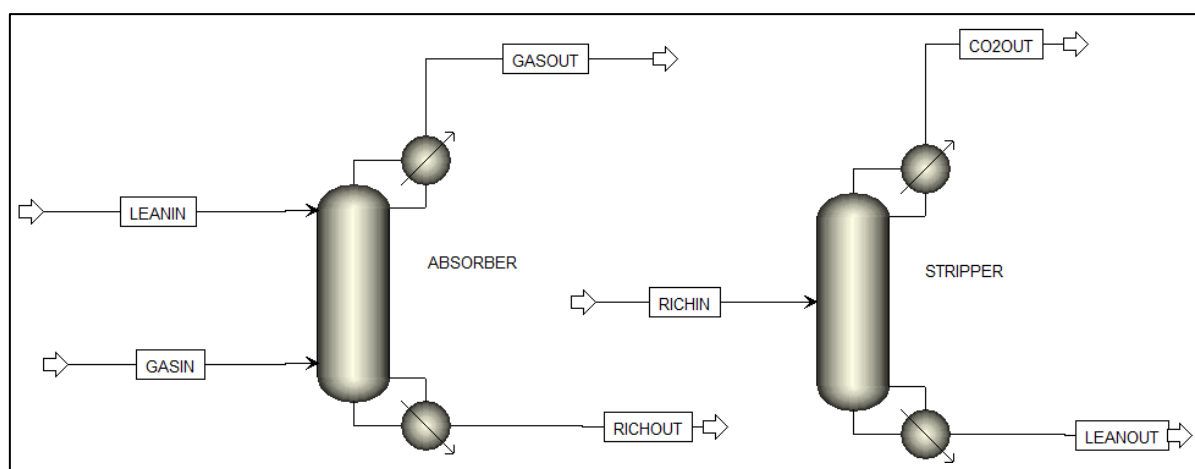 GASOUT
LEANIN
ABSORBER
GASIN
RICHOUT
CO2OUT
RICHIN
STRIPPER
LEANOUT